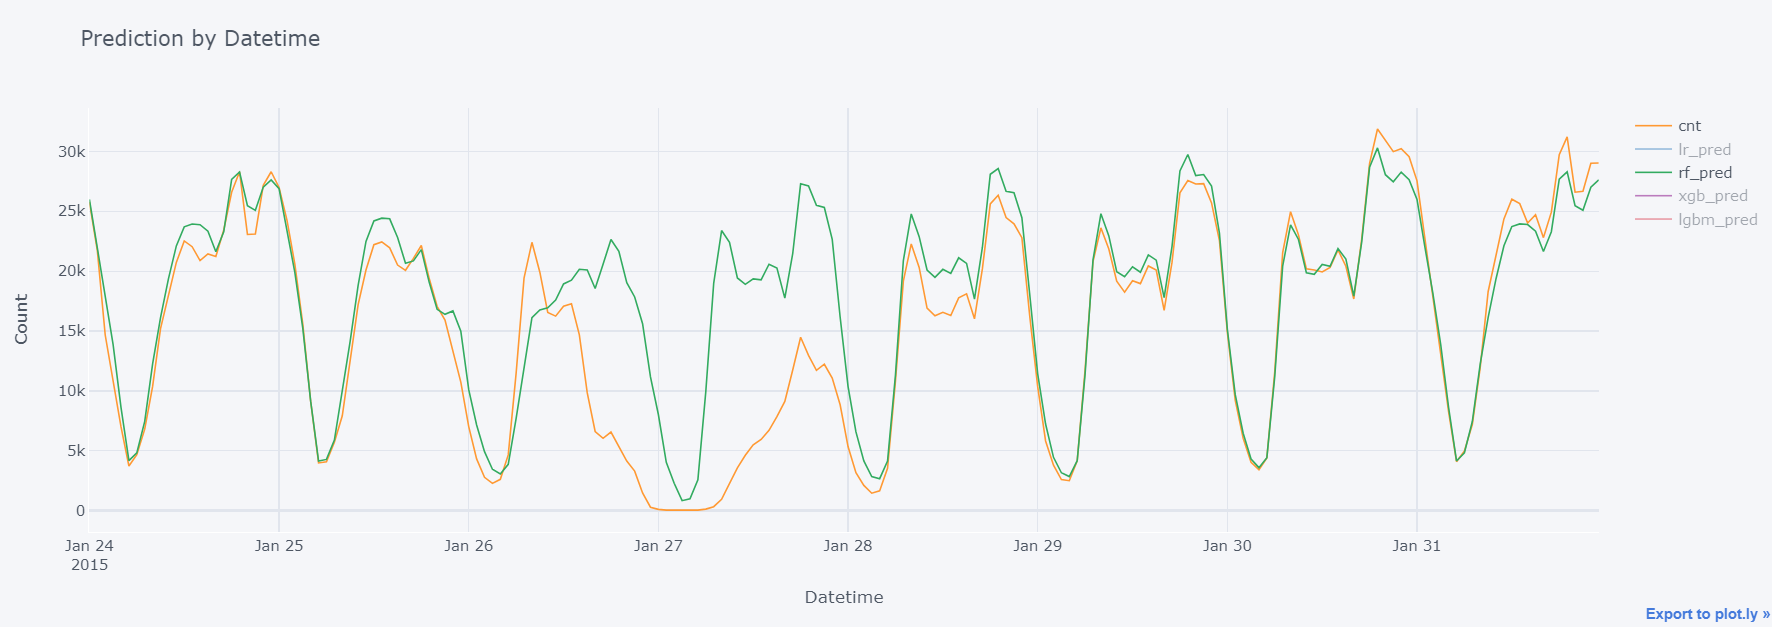 Prediction by Datetime
30k
25k
20k
15k
10k
5k
0
Count
Jan 24
2015
Jan 25
Jan 26
Jan 27
Jan 28
Jan 29
Jan 30
Jan 31
Datetime
cnt
lr_pred
rf_pred
xgb_pred
lgbm_pred
Export to plot.ly »